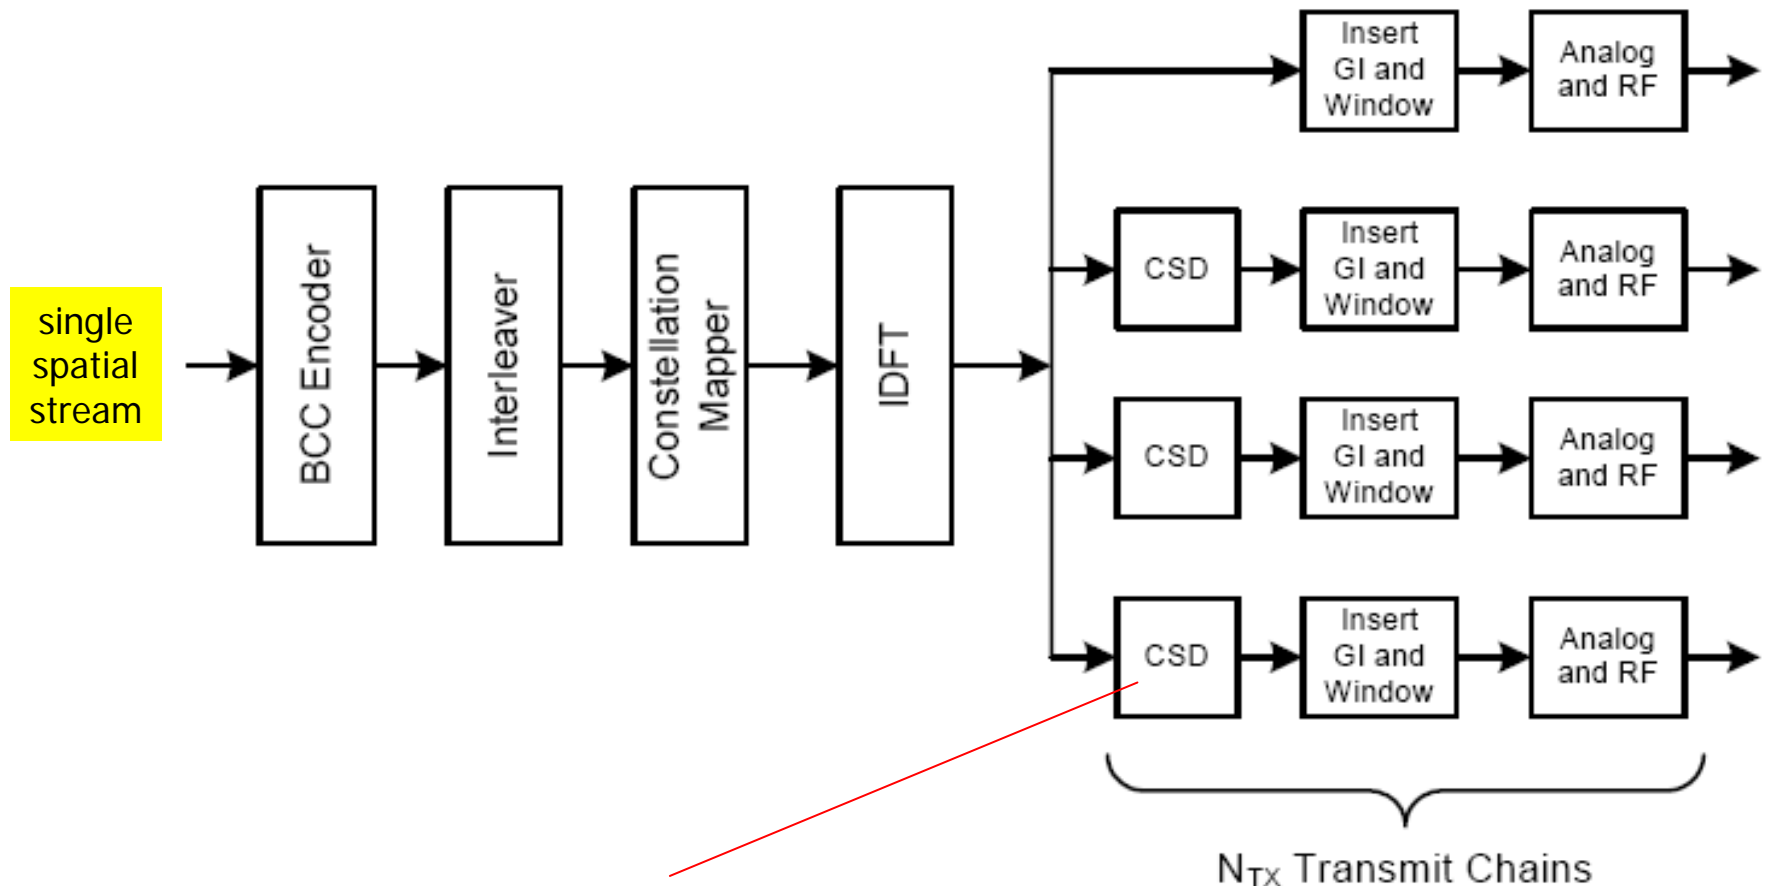 single
spatial
stream
BCC Encoder
Interleaver
Constellation
Mapper
IDFT
Insert
GI and
Window
Analog
and RF
CSD
Insert
GI and
Window
Analog
and RF
CSD
Insert
GI and
Window
Analog
and RF
CSD
Insert
GI and
Window
Analog
and RF
NTX Transmit Chains